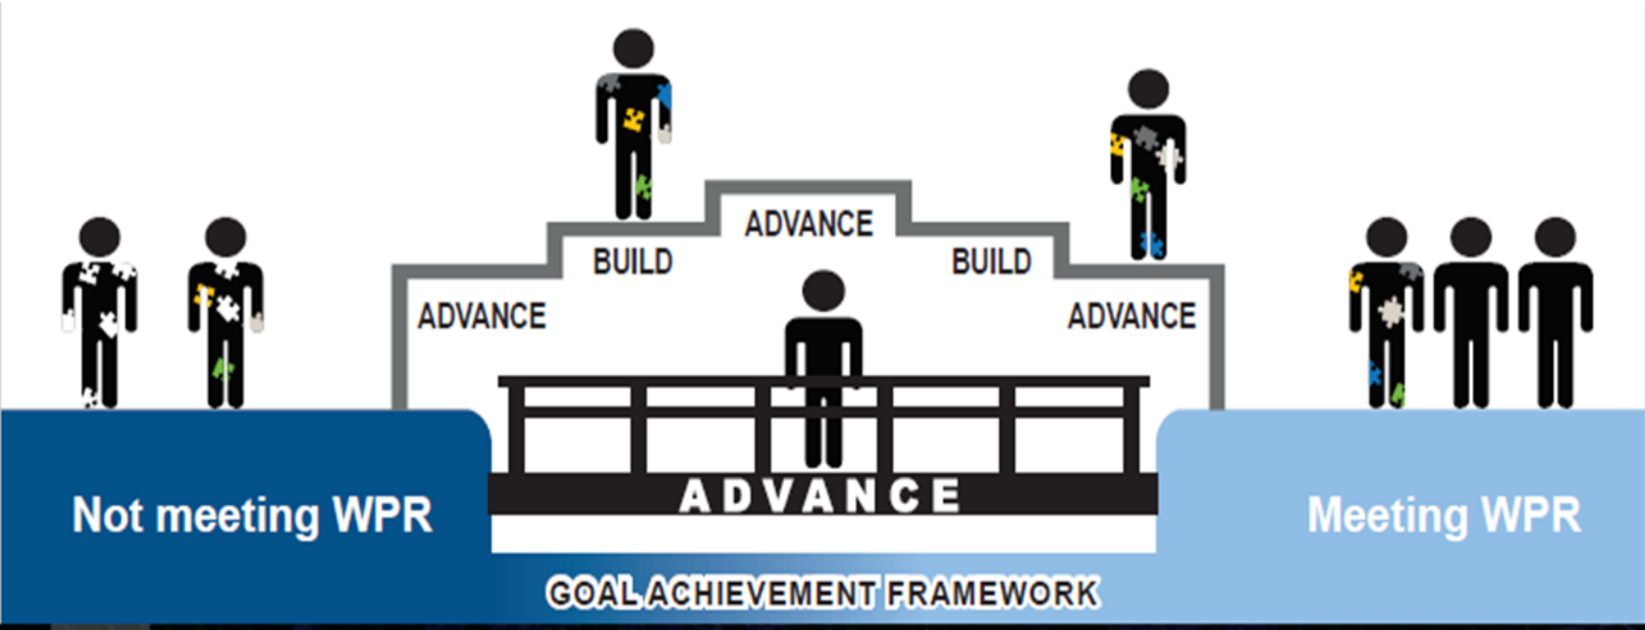 ADVANCE
BUILD
BUILD
ADVANCE
ADVANCE
ADVANCE
Not meeting WPR
Meeting WPR
GOAL ACHIEVEMENT FRAMEWORK